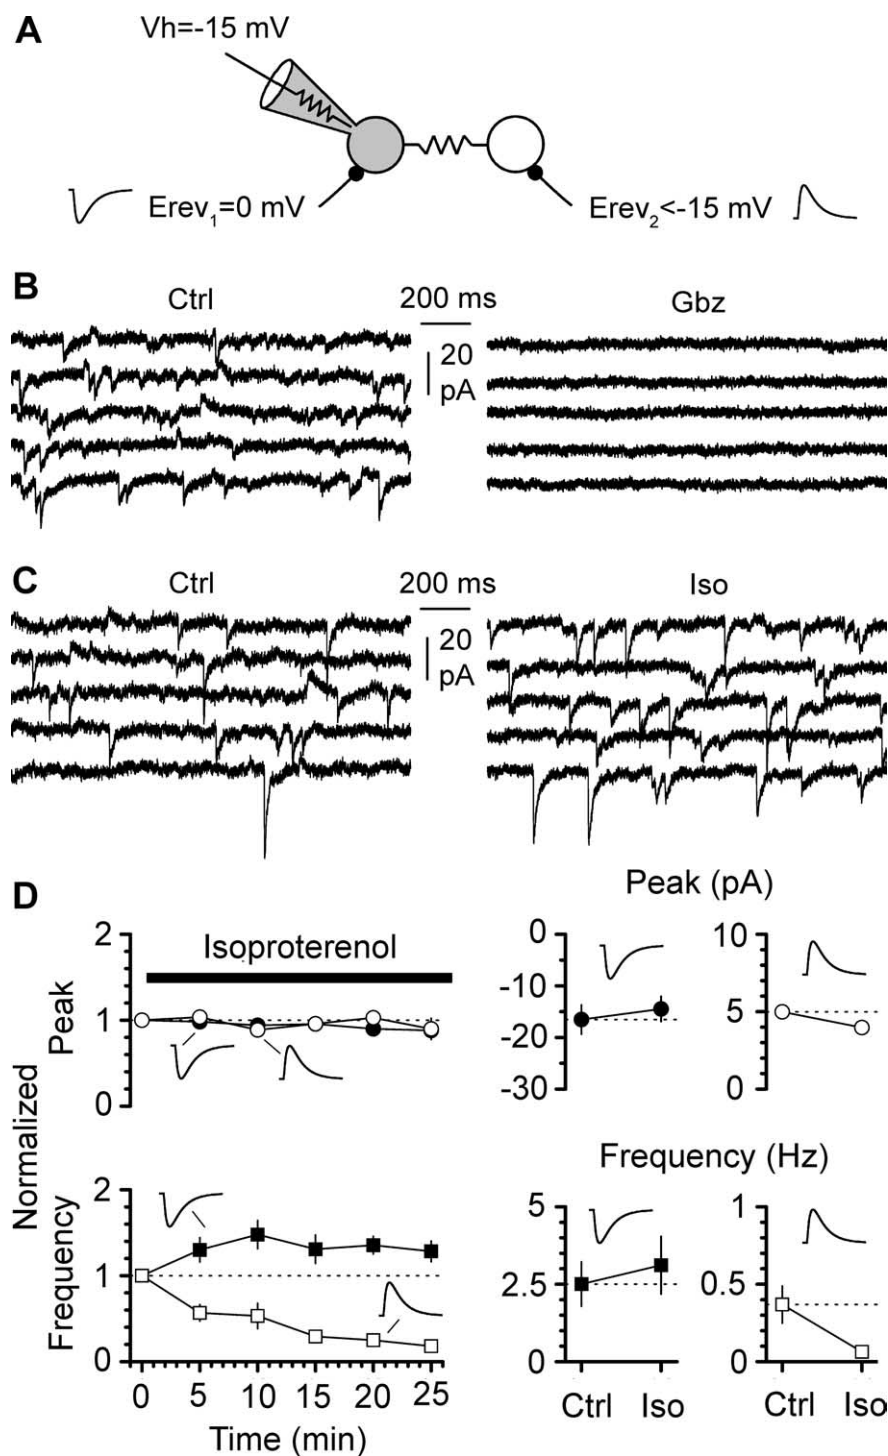 A
Vh=-15 mV
Erev1=0 mV
Erev2<-15 mV
B
Ctrl
200 ms
Gbz
20
pA
C
Ctrl
200 ms
Iso
20
pA
D
Peak (pA)
Normalized
Peak
2
1
0
Isoproterenol
0
-10
-20
-30
10
5
0
Frequency (Hz)
Frequency
2
1
0
0 5 10 15 20 25
Time (min)
5
2.5
0
Ctrl Iso
1
0.5
0
Ctrl Iso